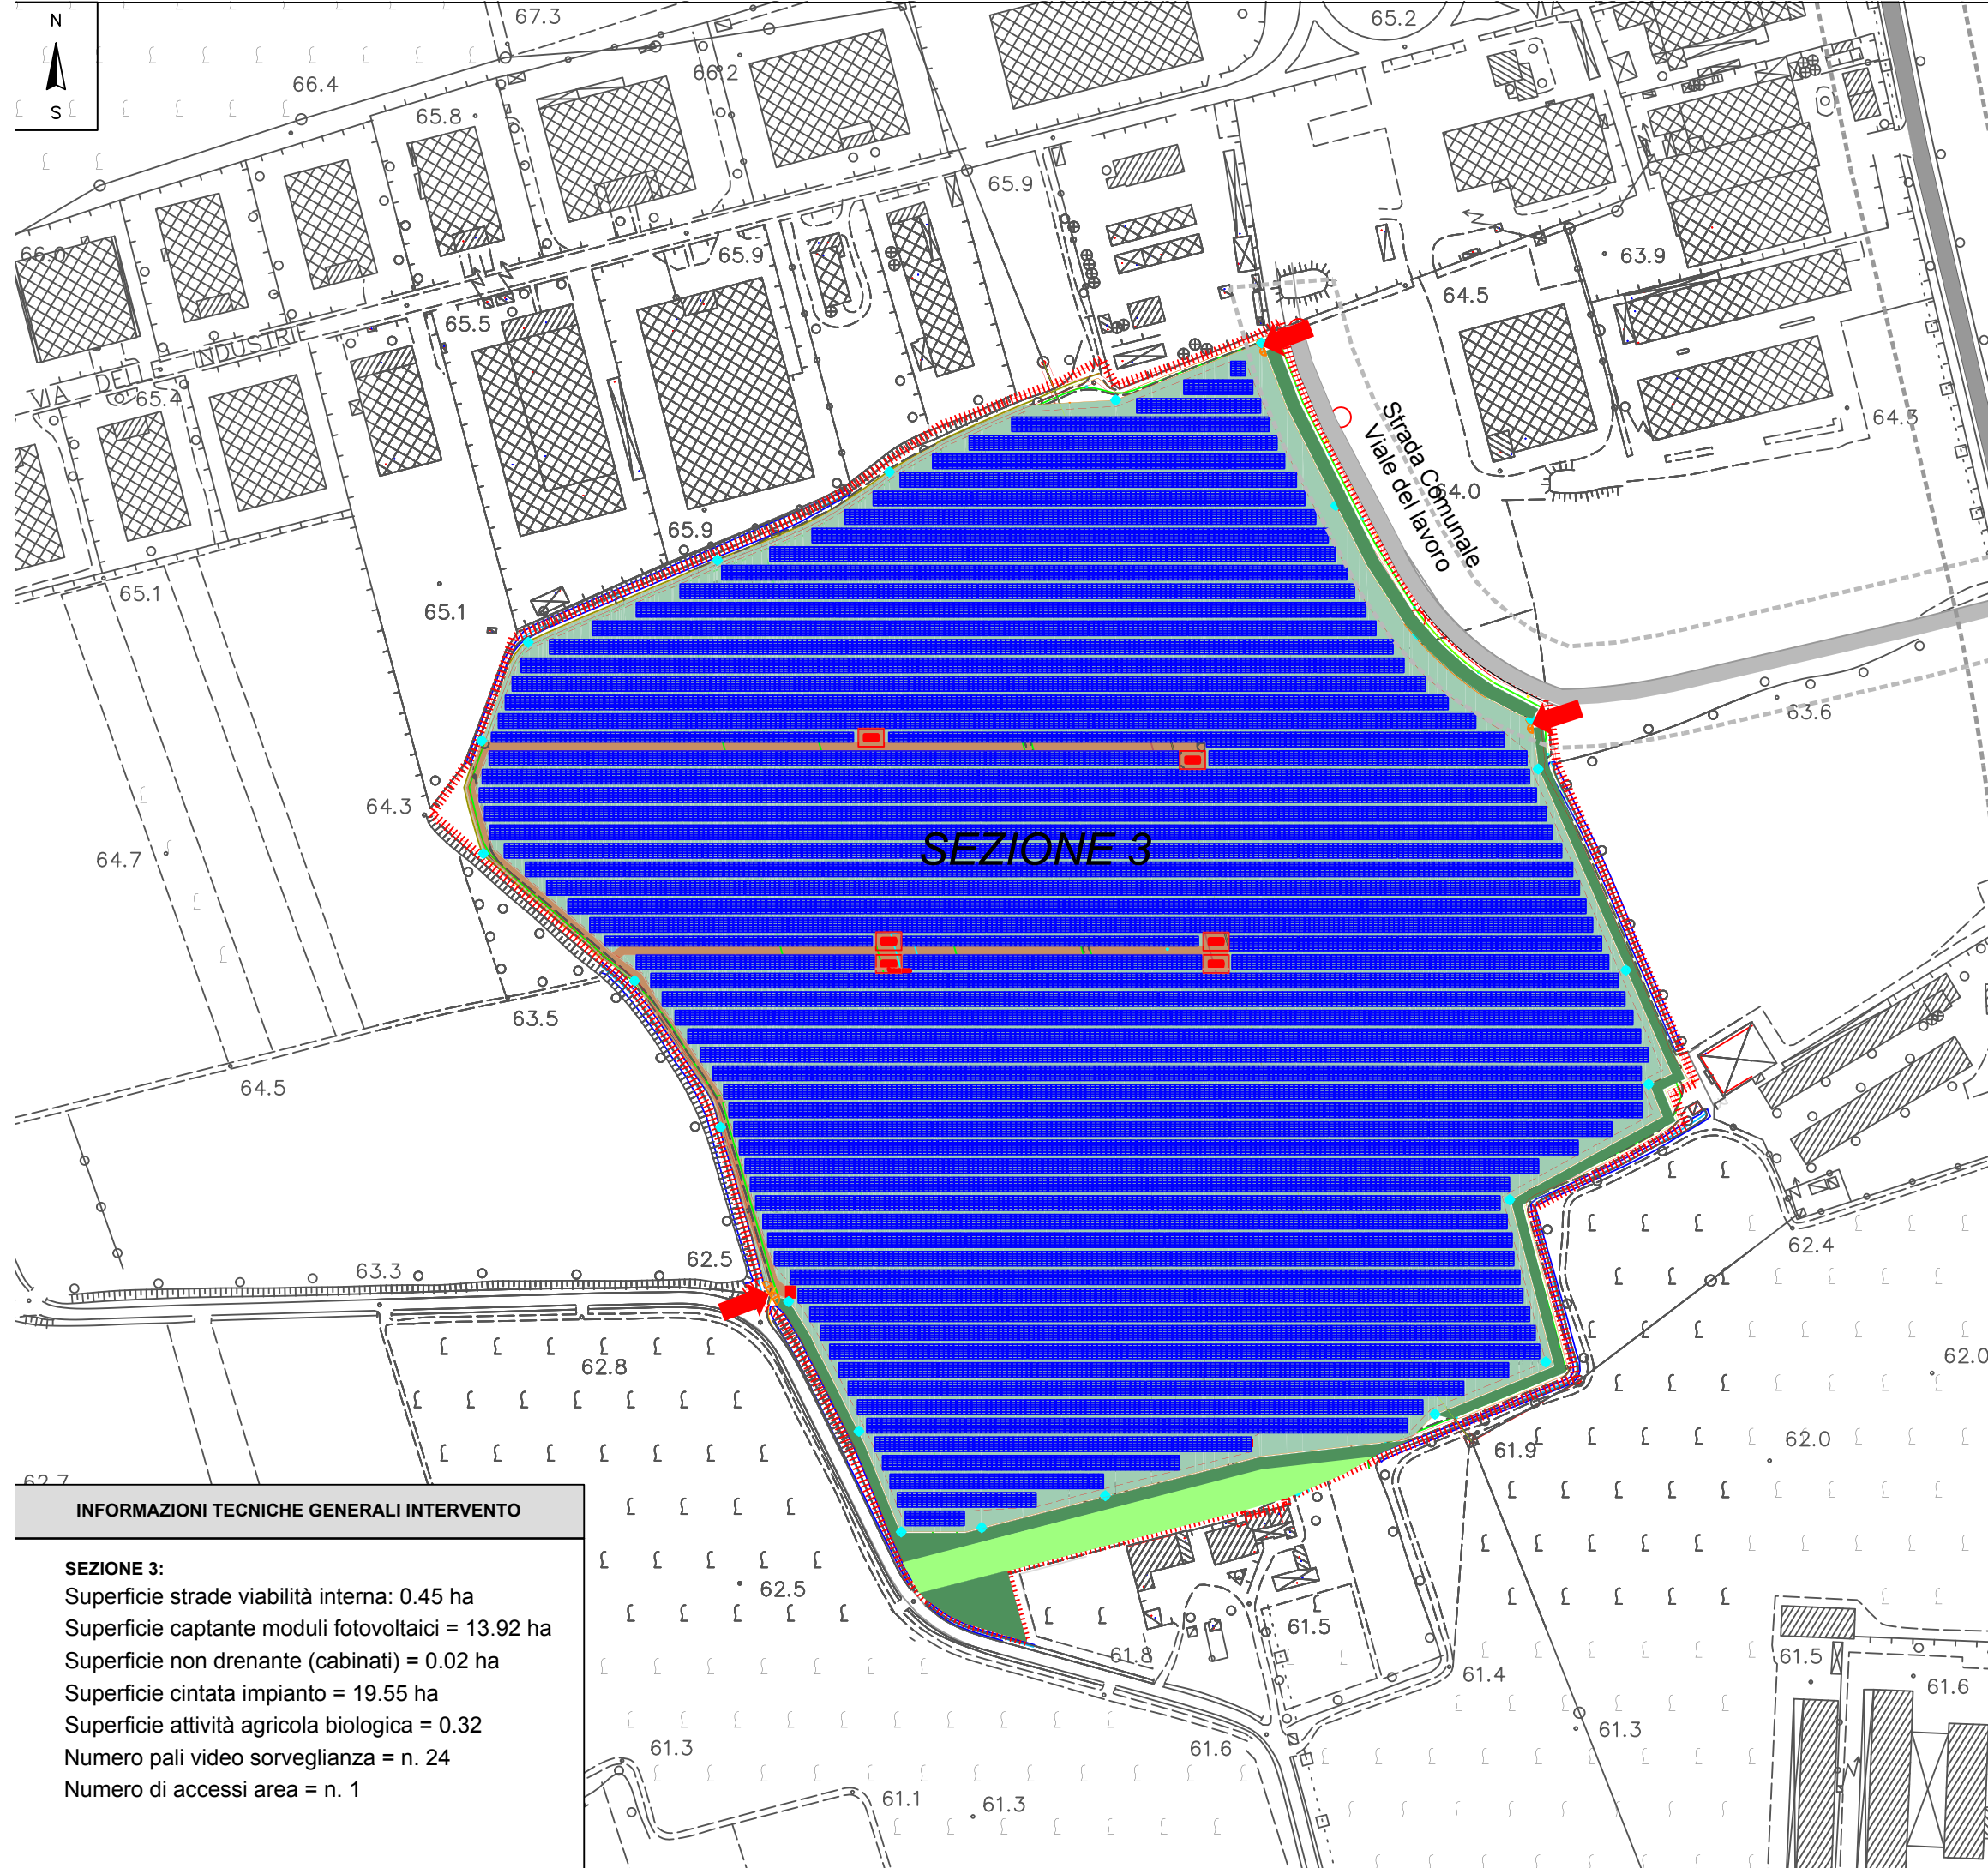 N
S
67.3
65.2
VIA
66.4
66.2
65.8
65.9
66.0
65.9
63.9
64.5
65.5
VIA DELLE INDUSTRIE
65.4
64.3
Strada Comunale
Viale del lavoro
64.0
65.9
65.1
65.1
63.6
64.3
SEZIONE 3
64.7
63.5
64.5
62.5
62.4
63.3
62.8
62.0
61.9
62.0
62.7
INFORMAZIONI TECNICHE GENERALI INTERVENTO
SEZIONE 3:
Superficie strade viabilità interna: 0.45 ha
Superficie captante moduli fotovoltaici = 13.92 ha
Superficie non drenante (cabinati) = 0.02 ha
Superficie cintata impianto = 19.55 ha
Superficie attività agricola biologica = 0.32
Numero pali video sorveglianza = n. 24
Numero di accessi area = n. 1
62.5
61.5
61.8
61.4
61.5
61.6
61.3
61.3
61.6
61.1
61.3